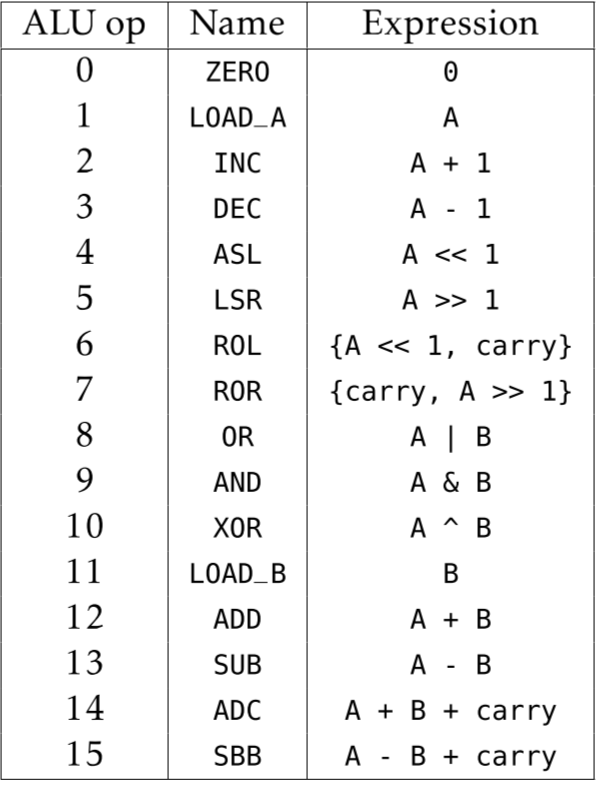 ALU op Name Expression
0 ZERO 0
1 LOAD_A A
2 INC A + 1
3 DEC A - 1
4 ASL A << 1
5 LSR A >> 1
6 ROL {A << 1, carry}
7 ROR {carry, A >> 1}
8 OR A | B
9 AND A & B
10 XOR A ^ B
11 LOAD_B B
12 ADD A + B
13 SUB A - B
14 ADC A + B + carry
15 SBB A - B + carry